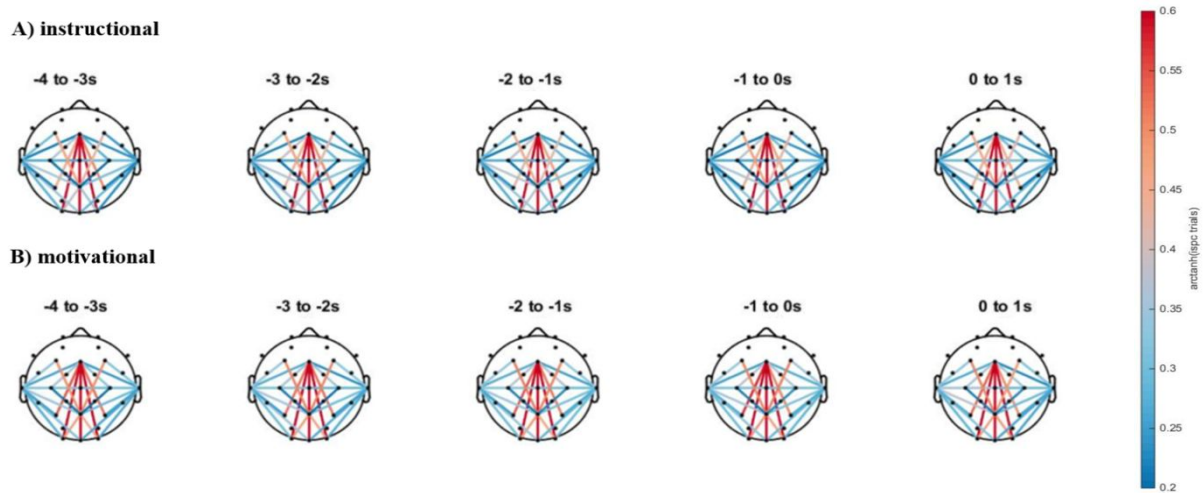 A) instructional
-4 to -3s
-3 to -2s
-2 to -1s
-1 to 0s
0 to 1s
B) motivational
-4 to -3s
-3 to -2s
-2 to -1s
-1 to 0s
0 to 1s
0.6
0.55
0.5
0.45
0.4
0.35
0.3
0.25
0.2
arctanh(ispc trials)